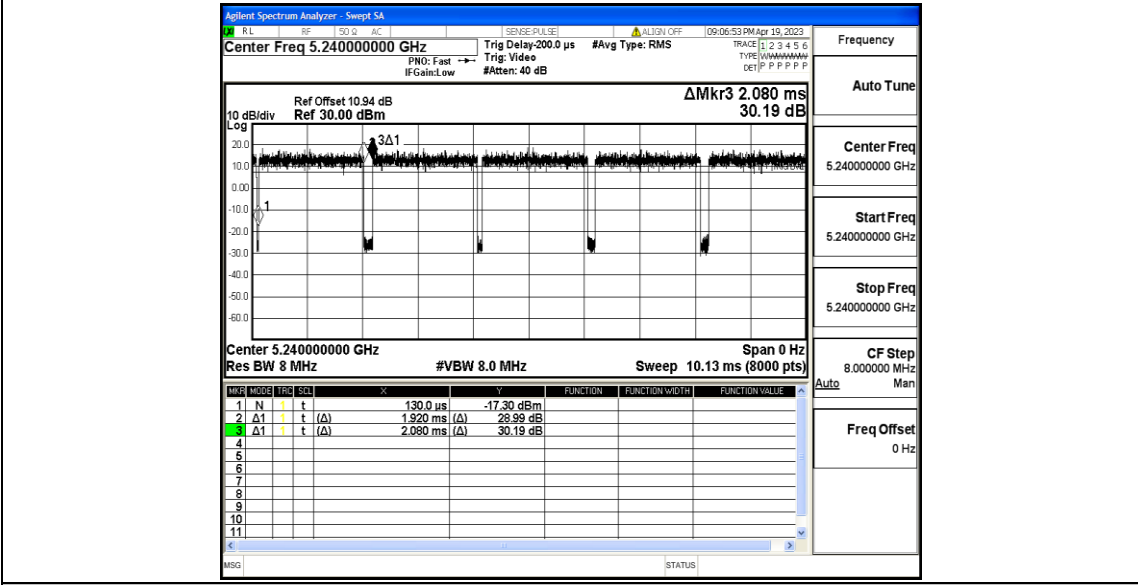 Agilent Spectrum Analyzer - Swept SA
RL RF 50 Ω AC SENSE:PULSE ALIGN OFF 09:06:53 PM Apr 19, 2023
Center Freq 5.240000000 GHz
PNO: Fast
IFGain:Low
Trig Delay-200.0 µs
Trig: Video
#Atten: 40 dB
#Avg Type: RMS
TRACE 1 2 3 4 5 6
TYPE WWWWWW
DET P P P P P P
ΔMkr3 2.080 ms
30.19 dB
Ref Offset 10.94 dB
10 dB/div Ref 30.00 dBm
Log
20.0
10.0
0.00
-10.0
-20.0
-30.0
-40.0
-50.0
-60.0
3Δ1
1
Center 5.240000000 GHz Span 0 Hz
Res BW 8 MHz #VBW 8.0 MHz Sweep 10.13 ms (8000 pts)
MKR MODE TRC SCL X Y FUNCTION FUNCTION WIDTH FUNCTION VALUE
1 N 1 t 130.0 µs -17.30 dBm
2 Δ1 1 t (Δ) 1.920 ms (Δ) 28.99 dB
3 Δ1 1 t (Δ) 2.080 ms (Δ) 30.19 dB
4
5
6
7
8
9
10
11
MSG STATUS
Frequency
Auto Tune
Center Freq
5.240000000 GHz
Start Freq
5.240000000 GHz
Stop Freq
5.240000000 GHz
CF Step
8.000000 MHz
Auto Man
Freq Offset
0 Hz